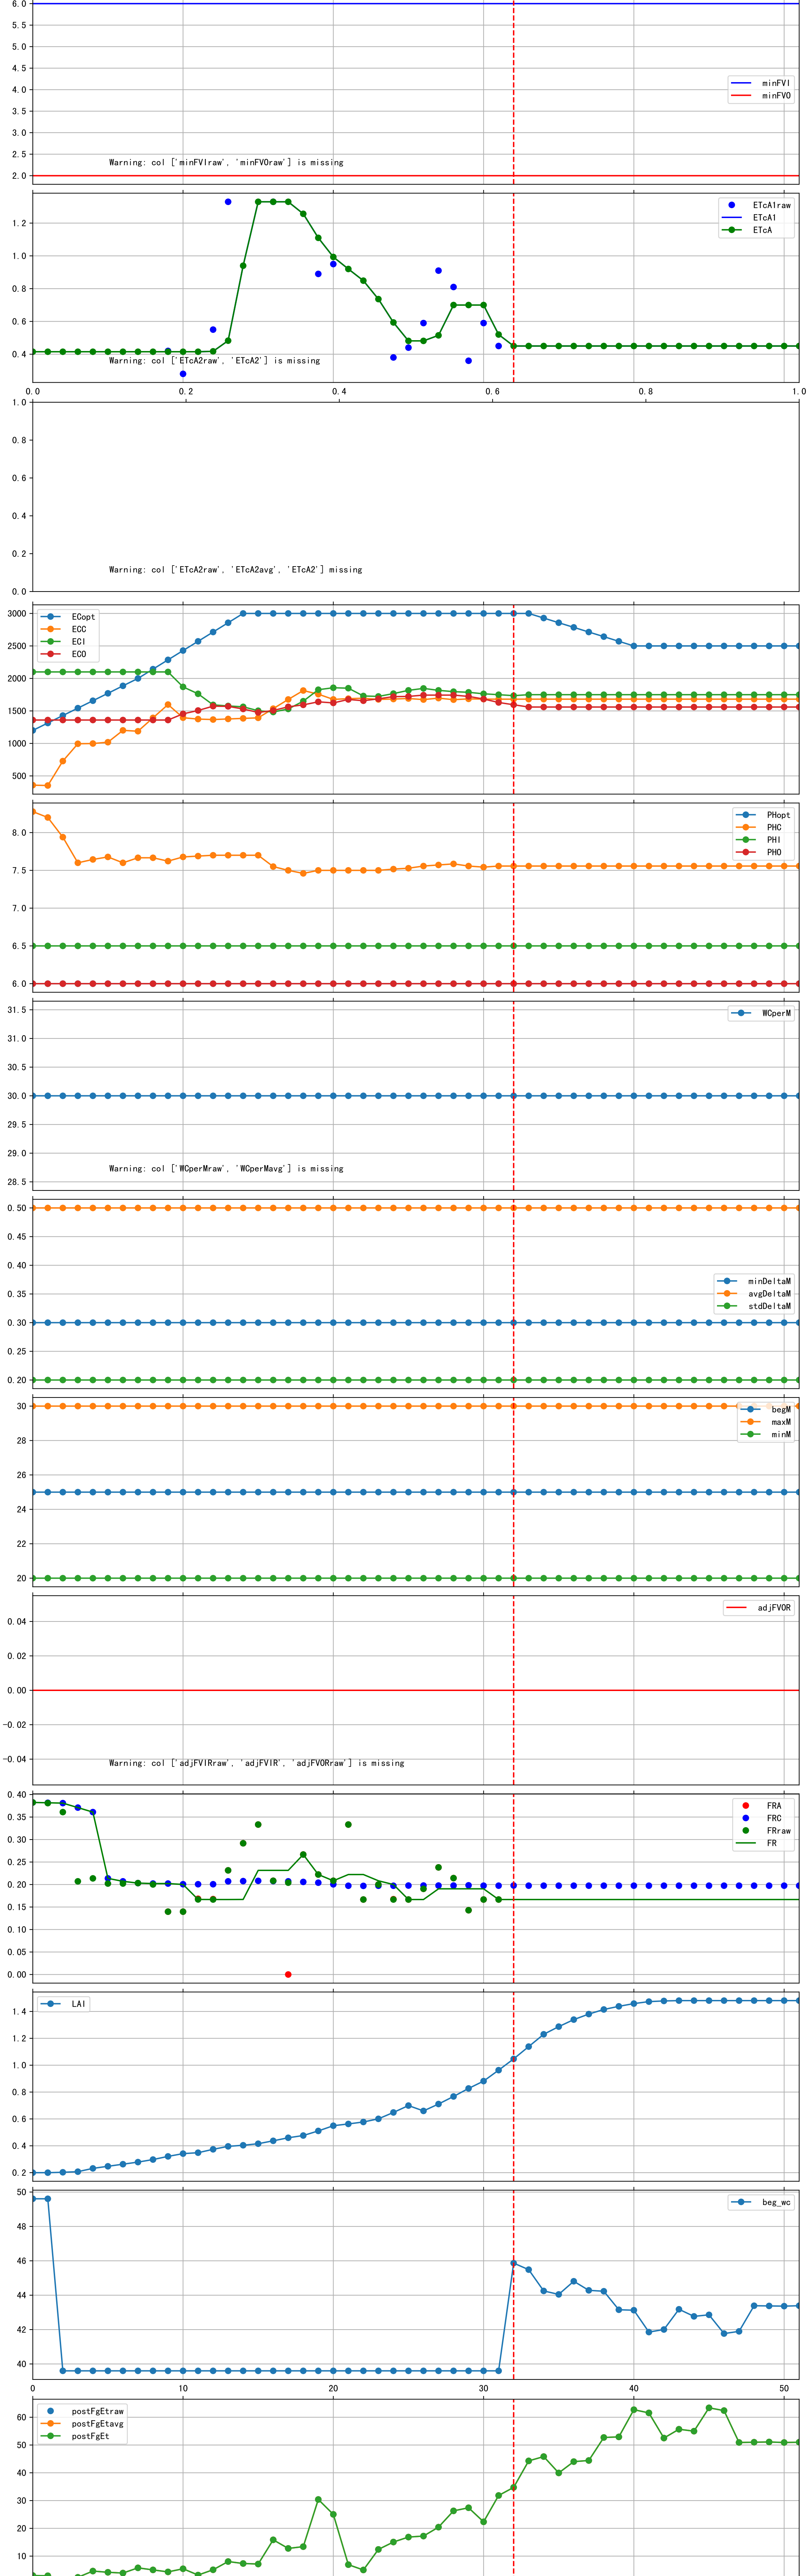 6.0
5.5
5.0
4.5
4.0
3.5
3.0
2.5
2.0
minFVI
minFVO
Warning: col ['minFVIraw', 'minFVOraw'] is missing
1.2
1.0
0.8
0.6
0.4
ETcA1raw
ETcA1
ETcA
Warning: col ['ETcA2raw', 'ETcA2'] is missing
0.0 0.2 0.4 0.6 0.8 1.0
1.0
0.8
0.6
0.4
0.2
0.0
Warning: col ['ETcA2raw', 'ETcA2avg', 'ETcA2'] missing
3000
2500
2000
1500
1000
500
ECopt
ECC
ECI
ECO
8.0
7.5
7.0
6.5
6.0
PHopt
PHC
PHI
PHO
31.5
31.0
30.5
30.0
29.5
29.0
28.5
WCperM
Warning: col ['WCperMraw', 'WCperMavg'] is missing
0.50
0.45
0.40
0.35
0.30
0.25
0.20
minDeltaM
avgDeltaM
stdDeltaM
30
28
26
24
22
20
begM
maxM
minM
0.04
0.02
0.00
-0.02
-0.04
adjFVOR
Warning: col ['adjFVIRraw', 'adjFVIR', 'adjFVORraw'] is missing
0.40
0.35
0.30
0.25
0.20
0.15
0.10
0.05
0.00
FRA
FRC
FRraw
FR
1.4
1.2
1.0
0.8
0.6
0.4
0.2
LAI
50
48
46
44
42
40
beg_wc
0 10 20 30 40 50
60
50
40
30
20
10
postFgEtraw
postFgEtavg
postFgEt